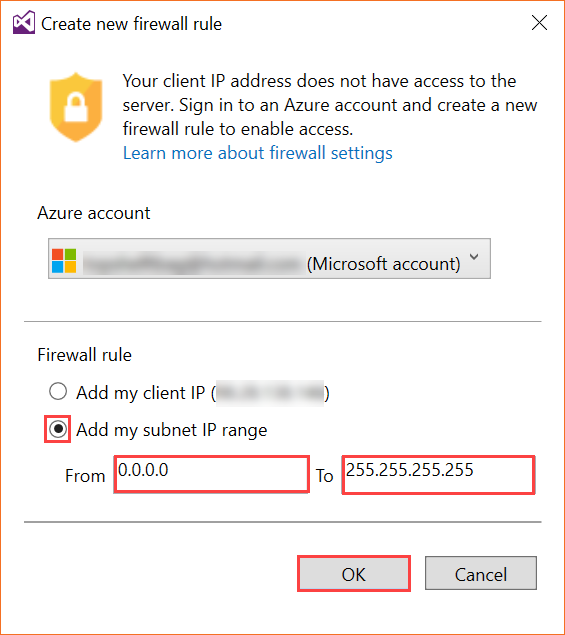 Create new firewall rule
Your client IP address does not have access to the
server. Sign in to an Azure account and create a new
firewall rule to enable access.
Learn more about firewall settings
Azure account
(Microsoft account)
Firewall rule
Add my client IP ( )
Add my subnet IP range
From 0.0.0.0 To 255.255.255.255
OK Cancel